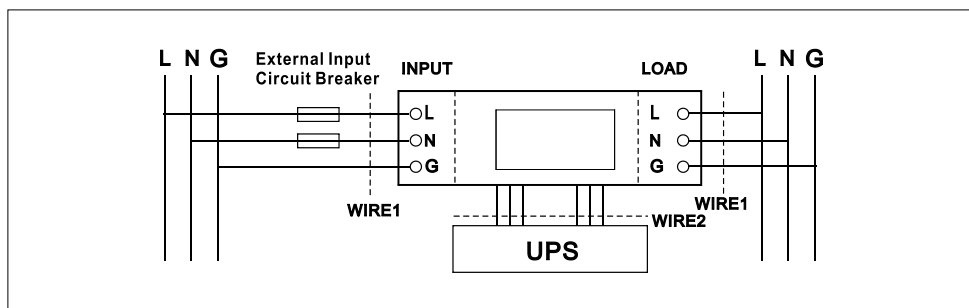 L N G
External Input
Circuit Breaker
INPUT
LOAD
L N G
L
N
G
L
N
G
WIRE1
WIRE1
WIRE2
UPS